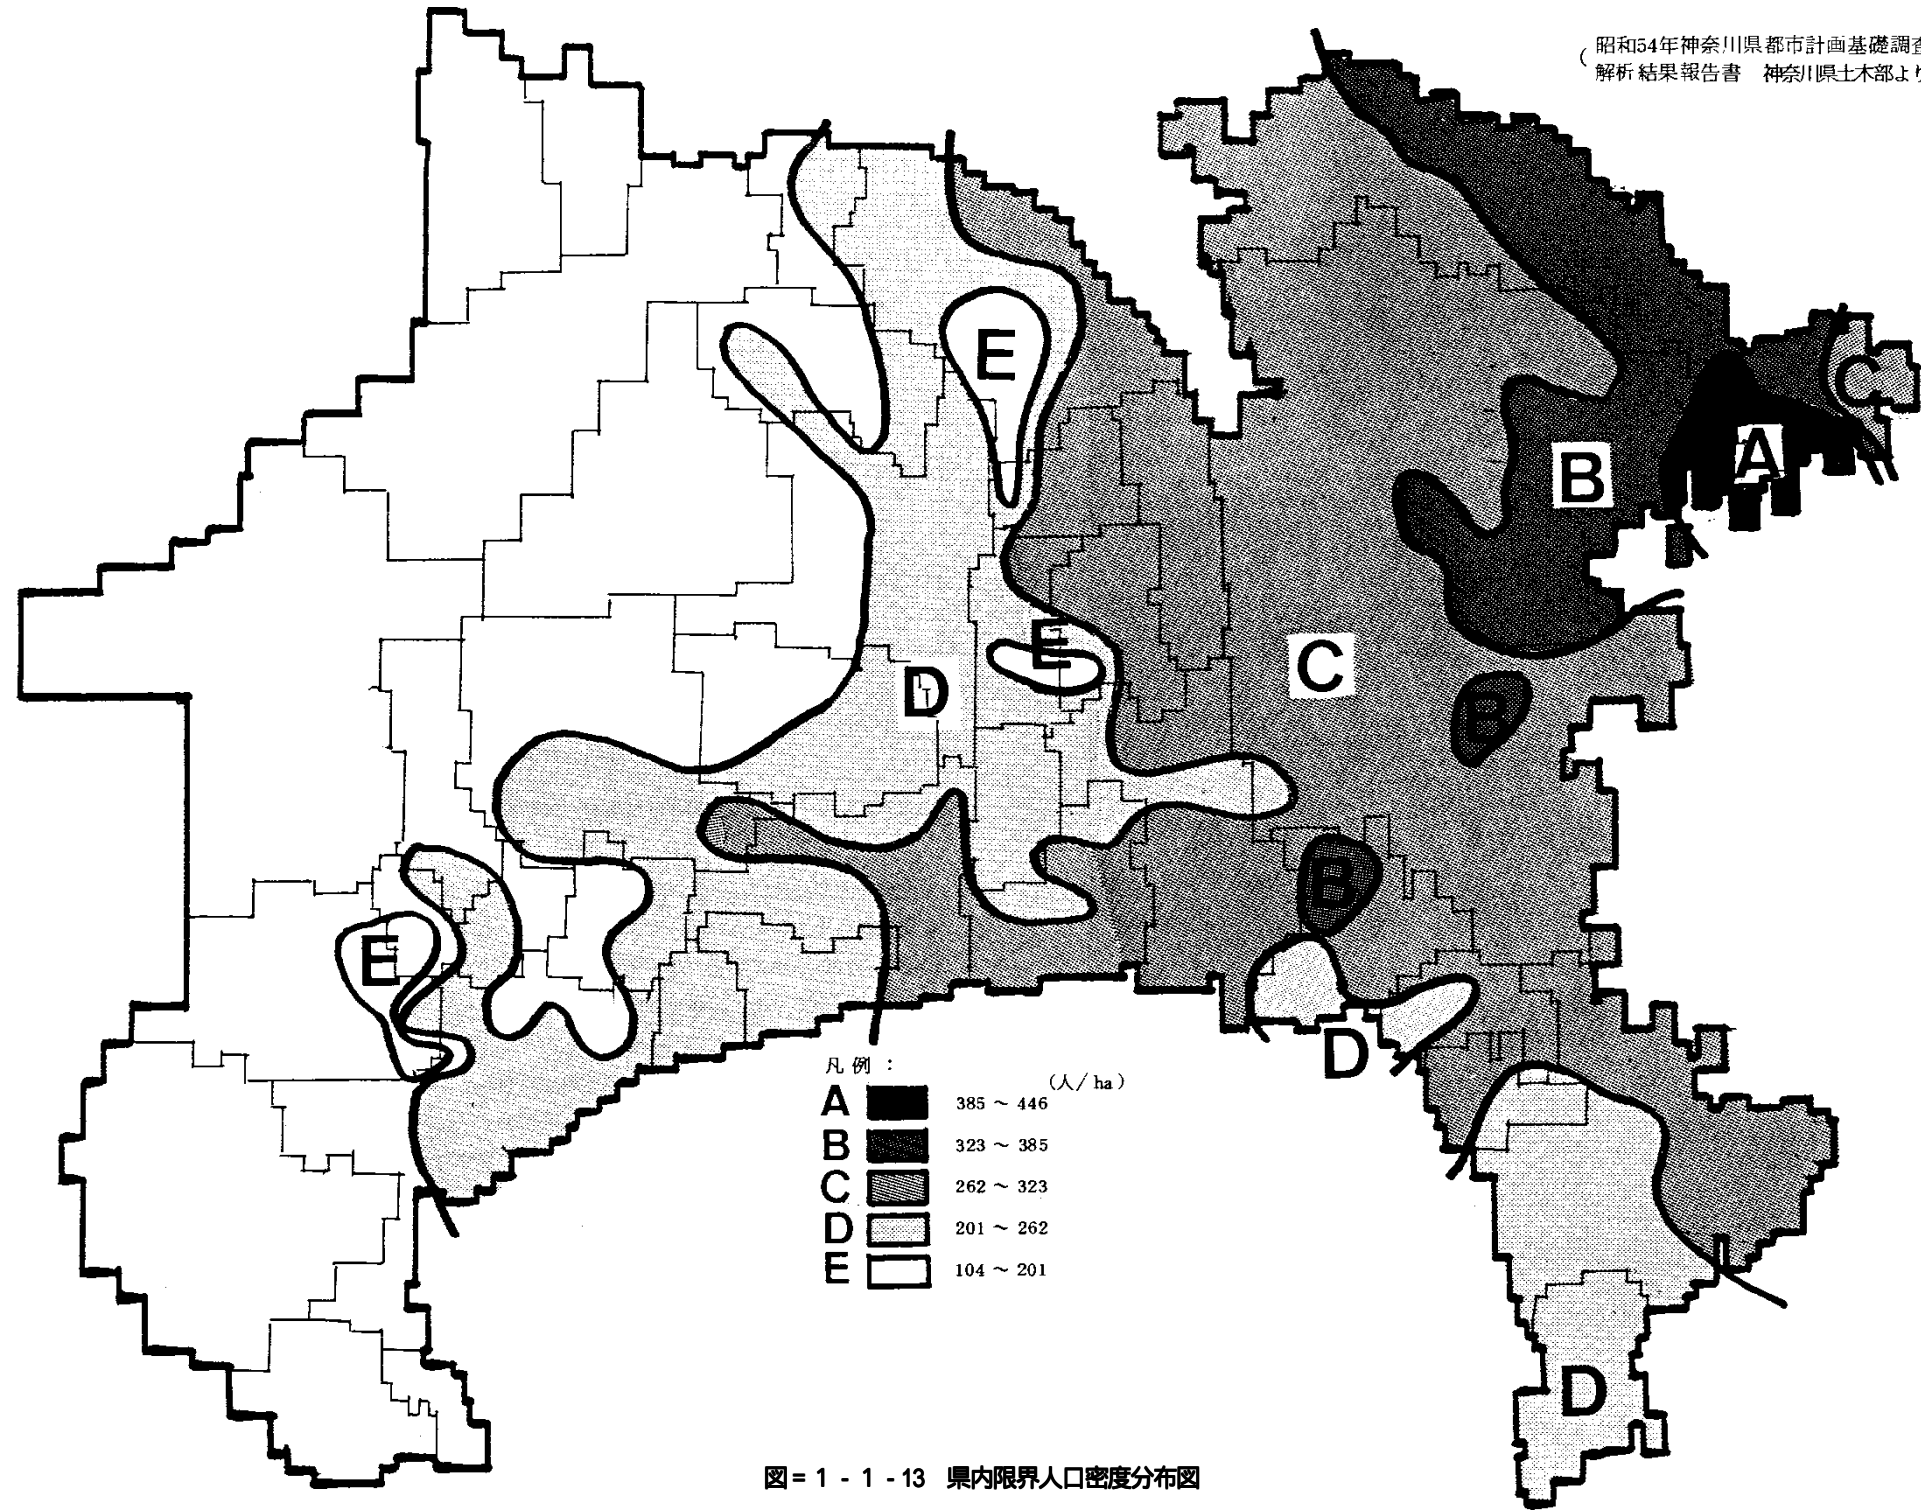 (昭和54年神奈川県都市計画基礎調査
解析結果報告書 神奈川県土木部より
E
C
A
B
E
C
D
B
B
E
D
凡例:
(人/ha)
A 385 ~ 446
B 323 ~ 385
C 262 ~ 323
D 201 ~ 262
E 104 ~ 201
D
図=1-1-13 県内限界人口密度分布図